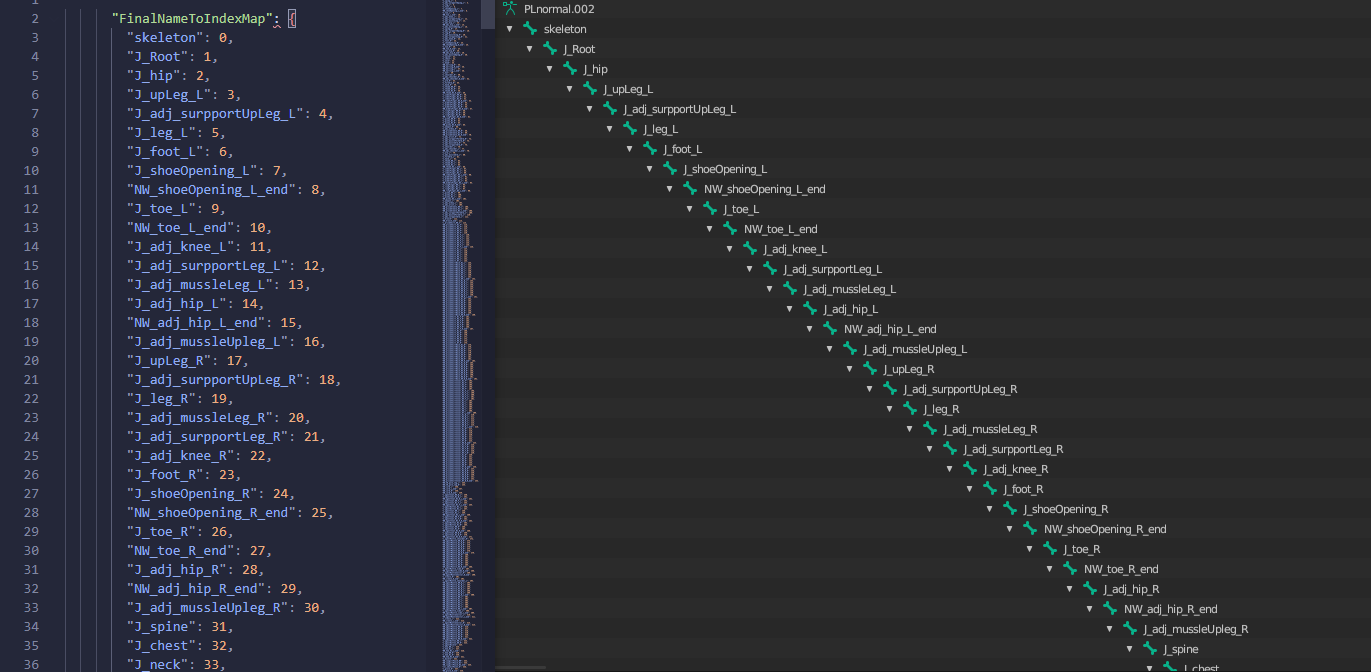 2 "FinalNameToIndexMap": {
3 "skeleton": 0,
4 "J_Root": 1,
5 "J_hip": 2,
6 "J_upLeg_L": 3,
7 "J_adj_surpportUpLeg_L": 4,
8 "J_leg_L": 5,
9 "J_foot_L": 6,
10 "J_shoeOpening_L": 7,
11 "NW_shoeOpening_L_end": 8,
12 "J_toe_L": 9,
13 "NW_toe_L_end": 10,
14 "J_adj_knee_L": 11,
15 "J_adj_surpportLeg_L": 12,
16 "J_adj_mussleLeg_L": 13,
17 "J_adj_hip_L": 14,
18 "NW_adj_hip_L_end": 15,
19 "J_adj_mussleUpleg_L": 16,
20 "J_upLeg_R": 17,
21 "J_adj_surpportUpLeg_R": 18,
22 "J_leg_R": 19,
23 "J_adj_mussleLeg_R": 20,
24 "J_adj_surpportLeg_R": 21,
25 "J_adj_knee_R": 22,
26 "J_foot_R": 23,
27 "J_shoeOpening_R": 24,
28 "NW_shoeOpening_R_end": 25,
29 "J_toe_R": 26,
30 "NW_toe_R_end": 27,
31 "J_adj_hip_R": 28,
32 "NW_adj_hip_R_end": 29,
33 "J_adj_mussleUpleg_R": 30,
34 "J_spine": 31,
35 "J_chest": 32,
36 "J_neck": 33,
PLnormal.002
skeleton
J_Root
J_hip
J_upLeg_L
J_adj_surpportUpLeg_L
J_leg_L
J_foot_L
J_shoeOpening_L
NW_shoeOpening_L_end
J_toe_L
NW_toe_L_end
J_adj_knee_L
J_adj_surpportLeg_L
J_adj_mussleLeg_L
J_adj_hip_L
NW_adj_hip_L_end
J_adj_mussleUpleg_L
J_upLeg_R
J_adj_surpportUpLeg_R
J_leg_R
J_adj_mussleLeg_R
J_adj_surpportLeg_R
J_adj_knee_R
J_foot_R
J_shoeOpening_R
NW_shoeOpening_R_end
J_toe_R
NW_toe_R_end
J_adj_hip_R
NW_adj_hip_R_end
J_adj_mussleUpleg_R
J_spine
J_chest